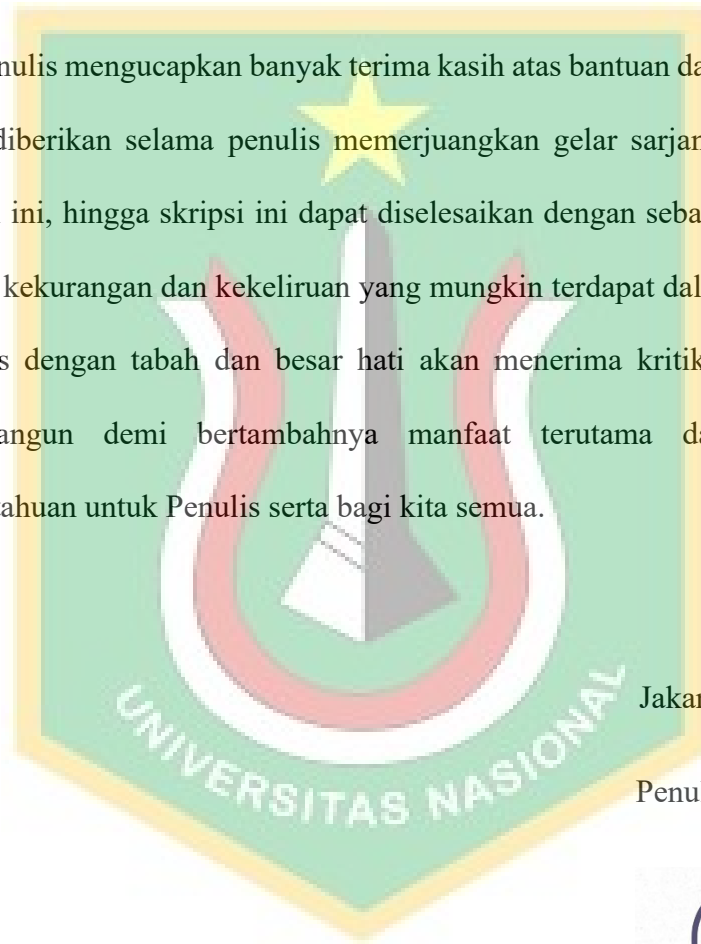 nulis mengucapkan banyak terima kasih atas bantuan da
diberikan selama penulis memerjuangkan gelar sarjan
ini, hingga skripsi ini dapat diselesaikan dengan seba
kekurangan dan kekeliruan yang mungkin terdapat dal
s dengan tabah dan besar hati akan menerima kritik
angun demi bertambahnya manfaat terutama da
tahuan untuk Penulis serta bagi kita semua.
Jakar
Penul
UNIVERSITAS NASIONAL